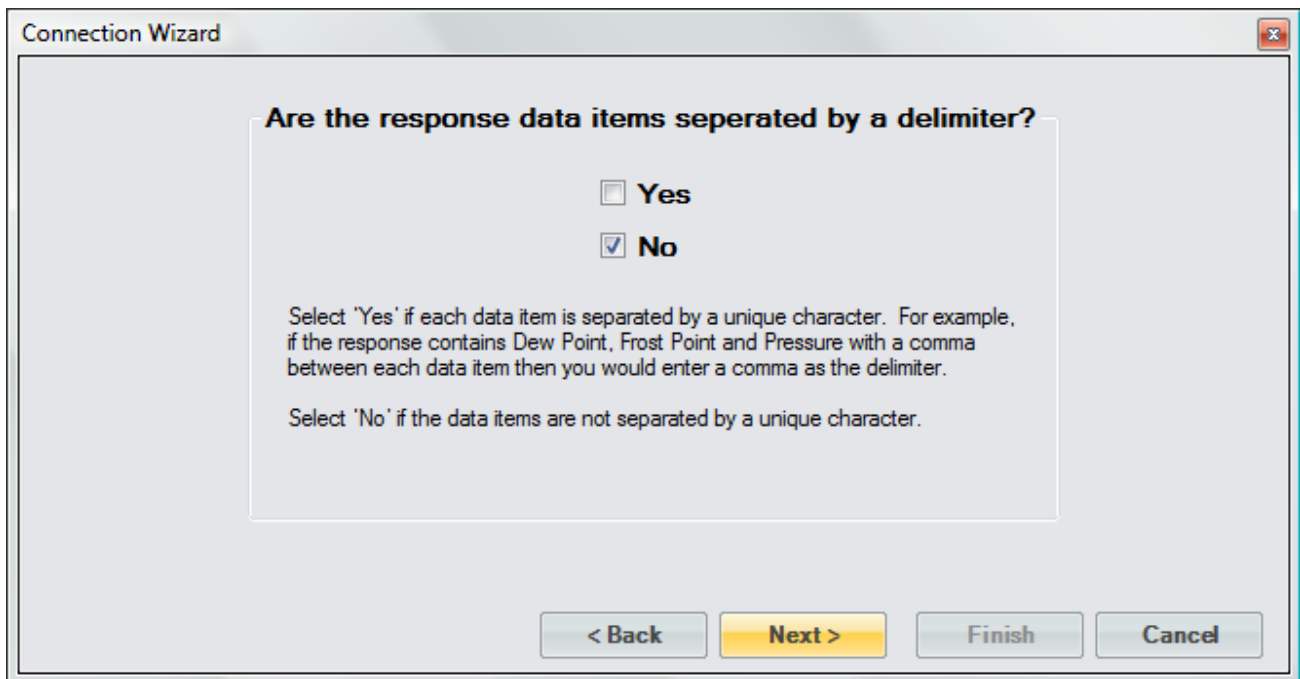 Connection Wizard
Are the response data items seperated by a delimiter?
Yes
No
Select 'Yes' if each data item is separated by a unique character.  For example,
if the response contains Dew Point, Frost Point and Pressure with a comma
between each data item then you would enter a comma as the delimiter.
Select 'No' if the data items are not separated by a unique character.
< Back Next > Finish Cancel